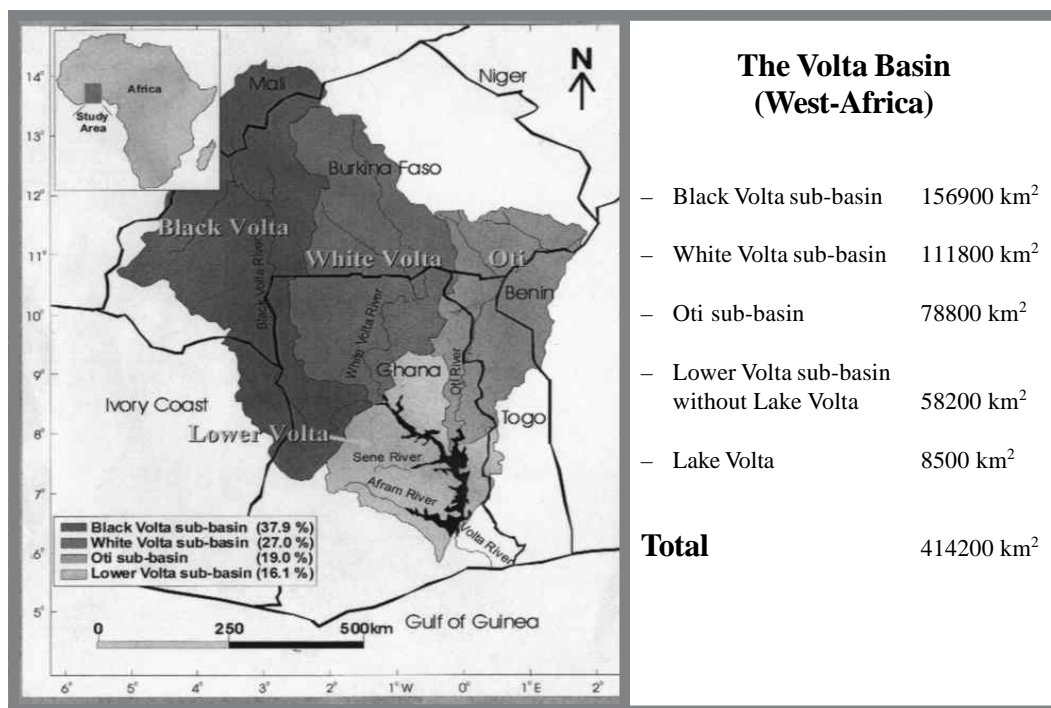 Africa
Study
Area
N
Mali
Niger
Burkina Faso
Black Volta
White Volta
Oti
Benin
Black Volta River
White Volta River
Oti River
Ghana
Togo
Ivory Coast
Lower Volta
Sene River
Afram River
Volta River
Gulf of Guinea
14°
13°
12°
11°
10°
9°
8°
7°
6°
5°
Black Volta sub-basin (37.9 %)
White Volta sub-basin (27.0 %)
Oti sub-basin (19.0 %)
Lower Volta sub-basin (16.1 %)
0 250 500km
6° 5° 4° 3° 2° 1°W 0° 1°E 2°
The Volta Basin
(West-Africa)
– Black Volta sub-basin 156900 km²
– White Volta sub-basin 111800 km²
– Oti sub-basin 78800 km²
– Lower Volta sub-basin
without Lake Volta 58200 km²
– Lake Volta 8500 km²
Total 414200 km²